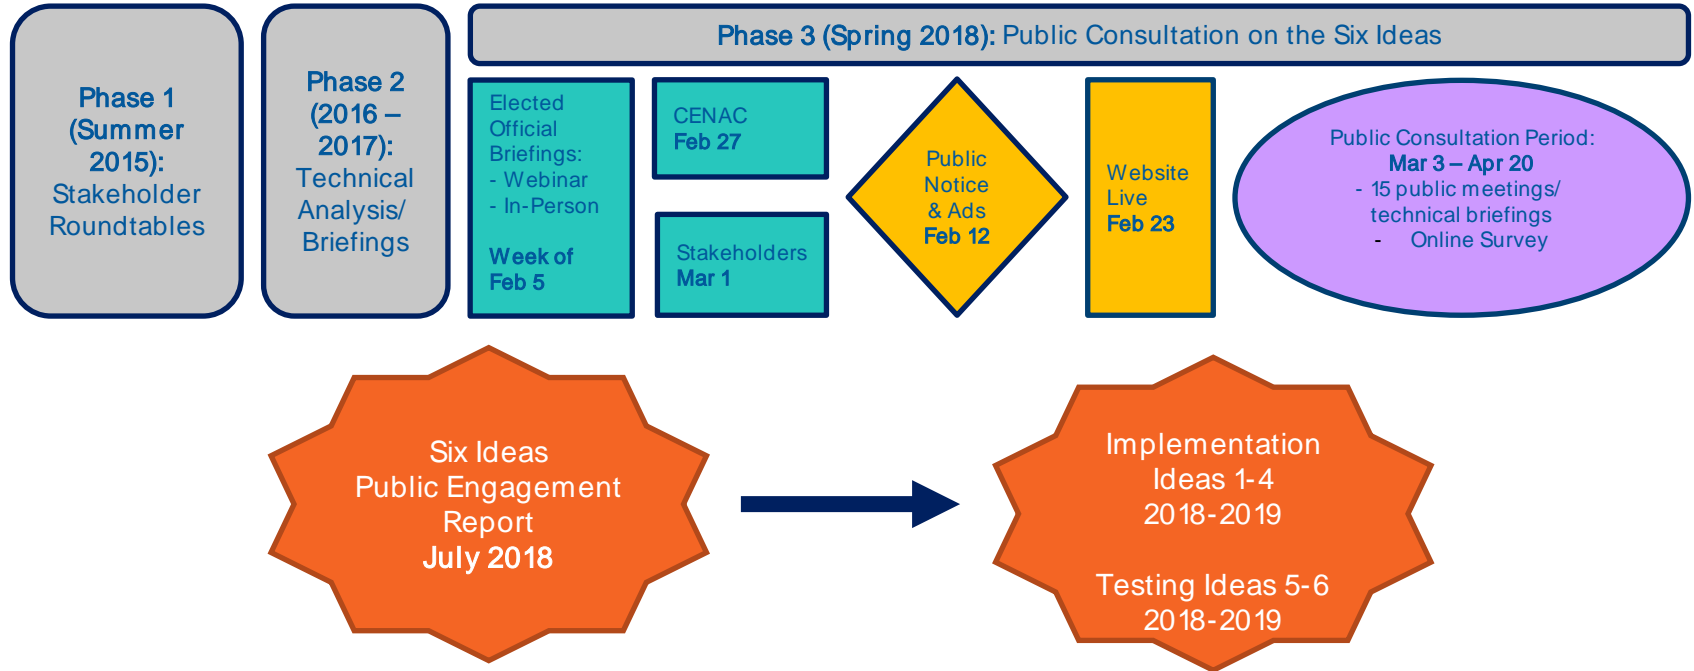 Phase 1
(Summer
2015):
Stakeholder
Roundtables
Phase 2
(2016 –
2017):
Technical
Analysis/
Briefings
Phase 3 (Spring 2018): Public Consultation on the Six Ideas
Elected
Official
Briefings:
- Webinar
- In-Person
Week of
Feb 5
CENAC
Feb 27
Stakeholders
Mar 1
Public
Notice
& Ads
Feb 12
Website
Live
Feb 23
Public Consultation Period:
Mar 3 – Apr 20
- 15 public meetings/
technical briefings
- Online Survey
Six Ideas
Public Engagement
Report
July 2018
Implementation
Ideas 1-4
2018-2019
Testing Ideas 5-6
2018-2019